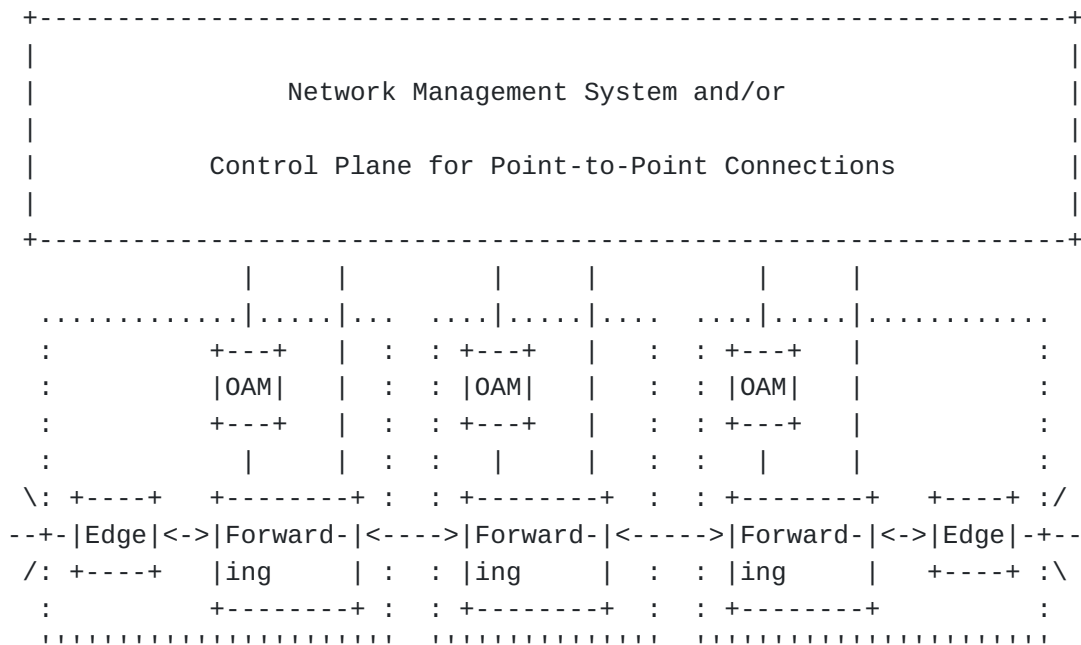 +------------------------------------------------------------------+
|                                                                  |
|                Network Management System and/or                  |
|                                                                  |
|           Control Plane for Point-to-Point Connections           |
|                                                                  |
+------------------------------------------------------------------+
               |     |         |     |          |     |
  .............|.....|...  ....|.....|....  ....|.....|............
  :          +---+   |  :  : +---+   |   :  : +---+   |           :
  :          |OAM|   |  :  : |OAM|   |   :  : |OAM|   |           :
  :          +---+   |  :  : +---+   |   :  : +---+   |           :
  :            |     |  :  :   |     |   :  :   |     |           :
 \: +----+   +--------+ :  : +--------+  :  : +--------+   +----+ :/
--+-|Edge|<->|Forward-|<---->|Forward-|<----->|Forward-|<->|Edge|-+--
 /: +----+   |ing     | :  : |ing     |  :  : |ing     |   +----+ :\
  :          +--------+ :  : +--------+  :  : +--------+          :
  '''''''''''''''''''''''  '''''''''''''''  '''''''''''''''''''''''